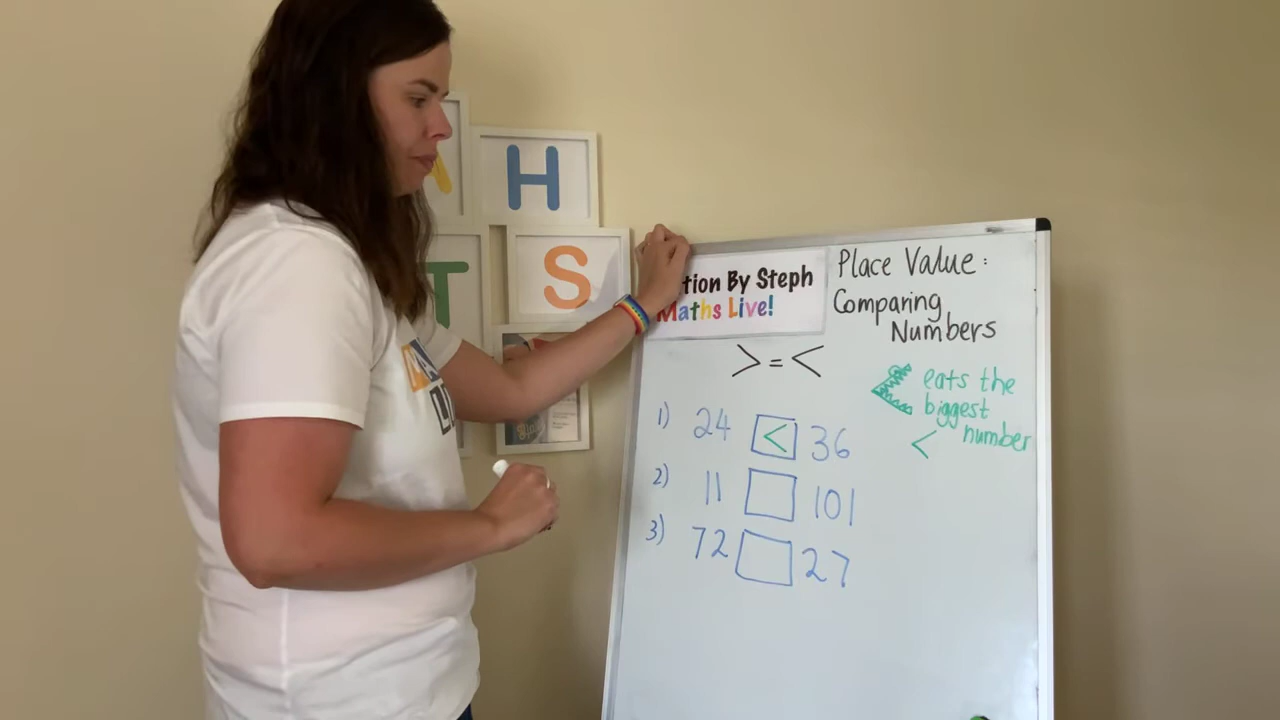 H
T S
tion By Steph
Maths Live!
Place Value:
Comparing
Numbers
> = <
eats the
biggest
number
<
1) 24 < 36
2) 11 101
3) 72 27